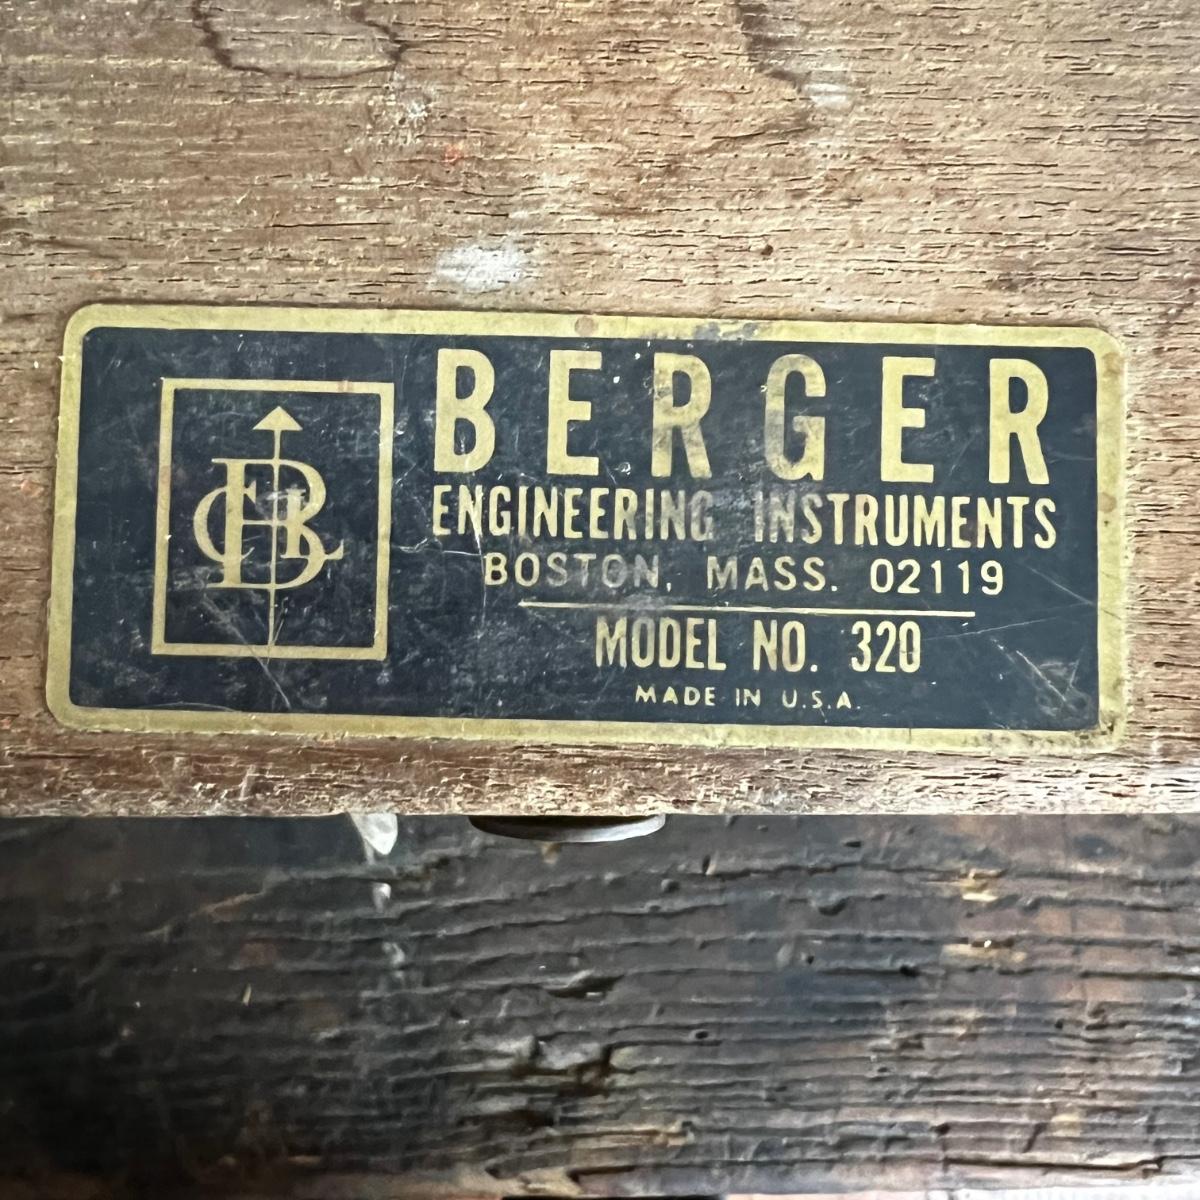 BERGER
ENGINEERING INSTRUMENTS
BOSTON, MASS. 02119
MODEL NO. 320
MADE IN U.S.A.